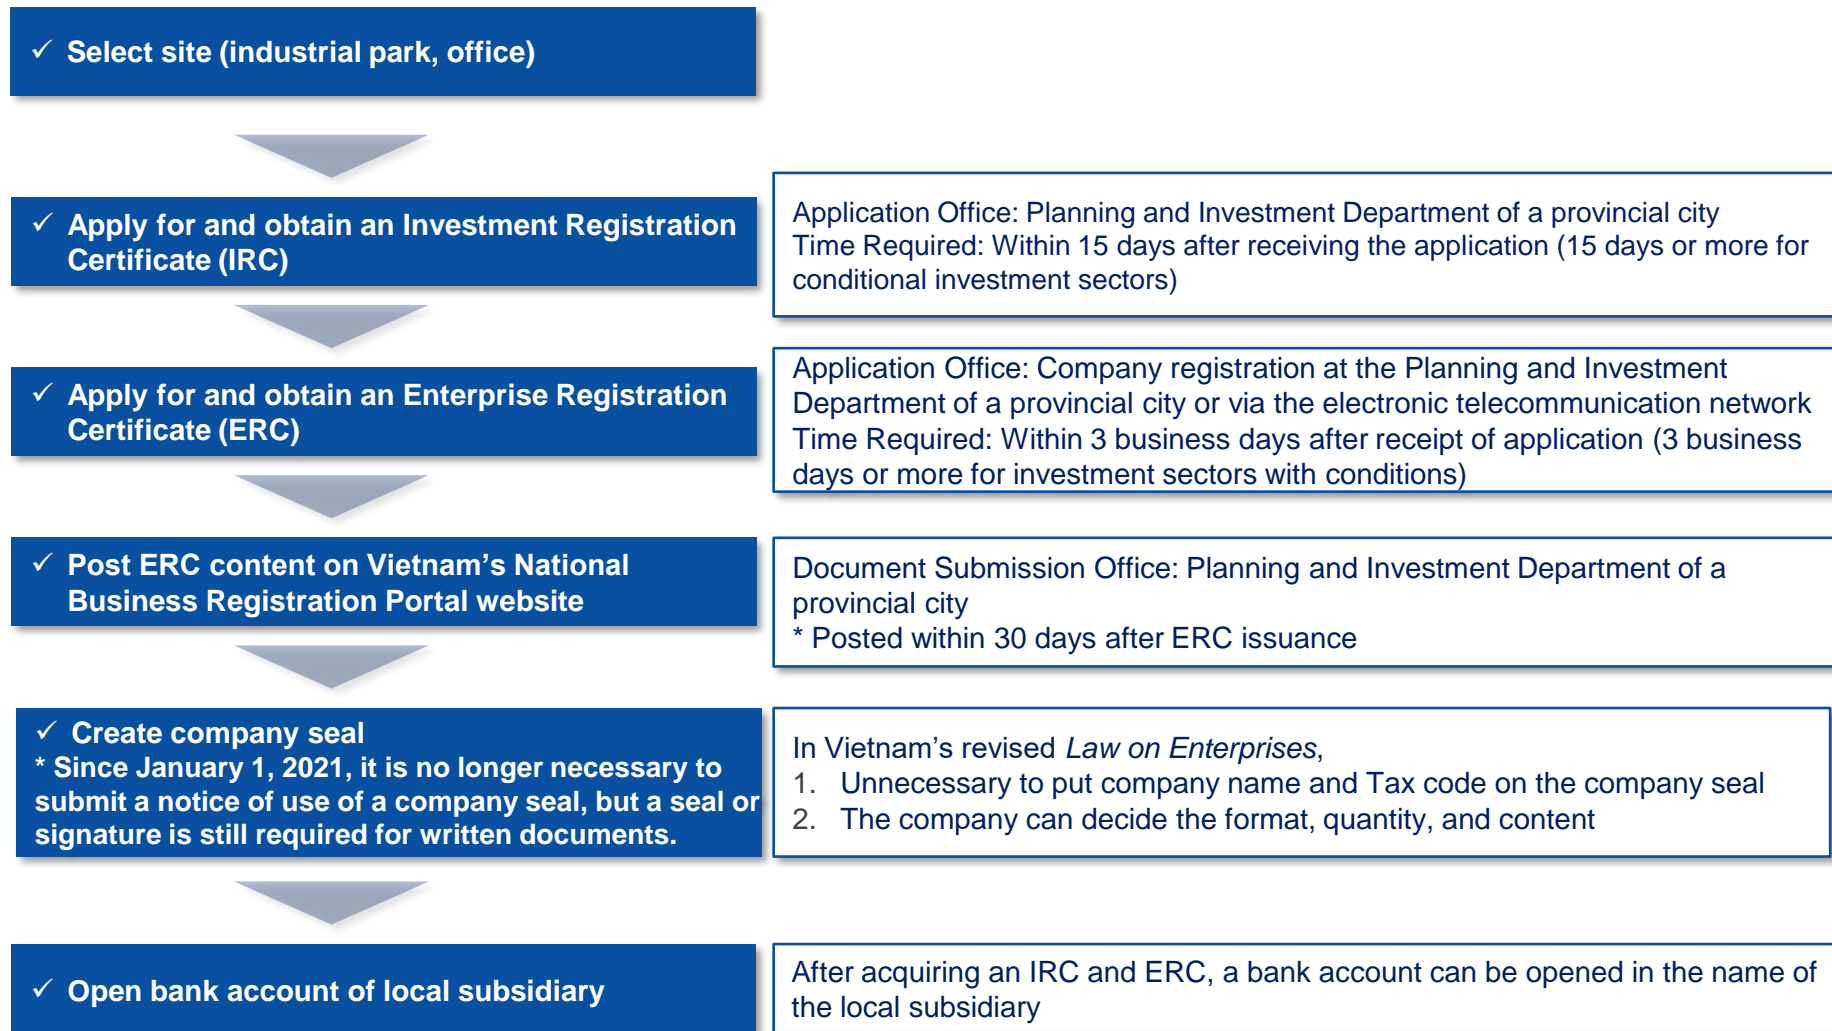 ✓ Select site (industrial park, office)
✓ Apply for and obtain an Investment Registration
Certificate (IRC)
Application Office: Planning and Investment Department of a provincial city
Time Required: Within 15 days after receiving the application (15 days or more for
conditional investment sectors)
✓ Apply for and obtain an Enterprise Registration
Certificate (ERC)
Application Office: Company registration at the Planning and Investment
Department of a provincial city or via the electronic telecommunication network
Time Required: Within 3 business days after receipt of application (3 business
days or more for investment sectors with conditions)
✓ Post ERC content on Vietnam’s National
Business Registration Portal website
Document Submission Office: Planning and Investment Department of a
provincial city
* Posted within 30 days after ERC issuance
✓ Create company seal
* Since January 1, 2021, it is no longer necessary to
submit a notice of use of a company seal, but a seal or
signature is still required for written documents.
In Vietnam’s revised Law on Enterprises,
1. Unnecessary to put company name and Tax code on the company seal
2. The company can decide the format, quantity, and content
✓ Open bank account of local subsidiary
After acquiring an IRC and ERC, a bank account can be opened in the name of
the local subsidiary